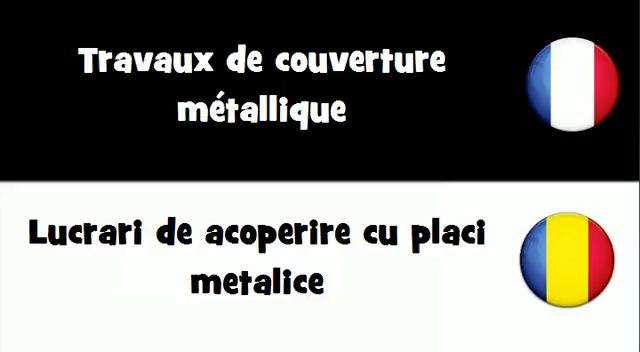 Travaux de couverture
métallique
Lucrari de acoperire cu placi
metalice